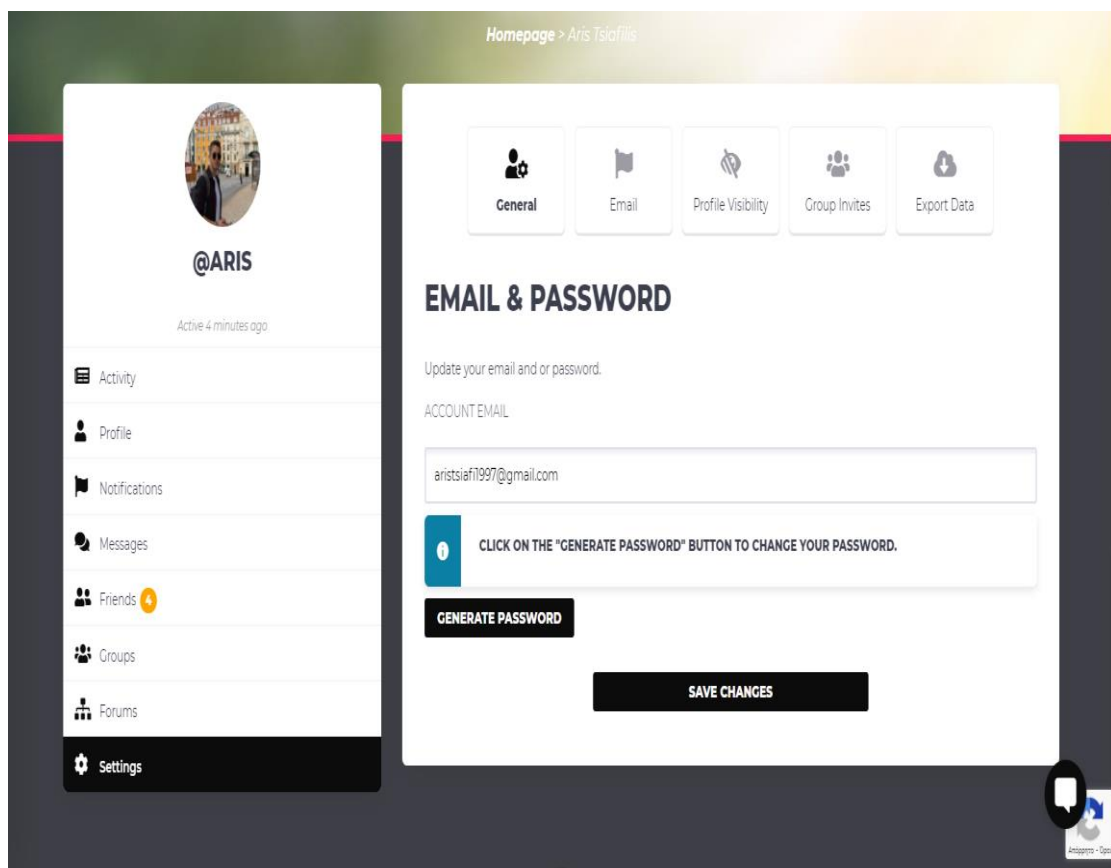 Homepage > Aris Tsiafilis
@ARIS
Active 4 minutes ago
Activity
Profile
Notifications
Messages
Friends 4
Groups
Forums
Settings
General
Email
Profile Visibility
Group Invites
Export Data
EMAIL & PASSWORD
Update your email and or password.
ACCOUNT EMAIL
aristsiafi1997@gmail.com
CLICK ON THE "GENERATE PASSWORD" BUTTON TO CHANGE YOUR PASSWORD.
GENERATE PASSWORD
SAVE CHANGES
Απόρρητο - Όροι